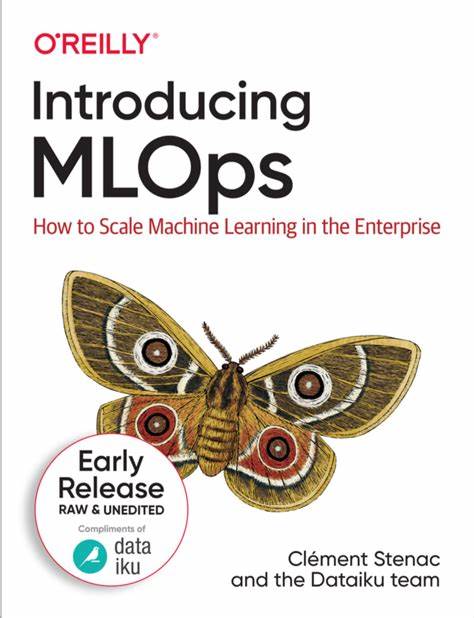 O'REILLY®
Introducing
MLOps
How to Scale Machine Learning in the Enterprise
Early
Release
RAW & UNEDITED
Compliments of
data
iku
Clément Stenac
and the Dataiku team